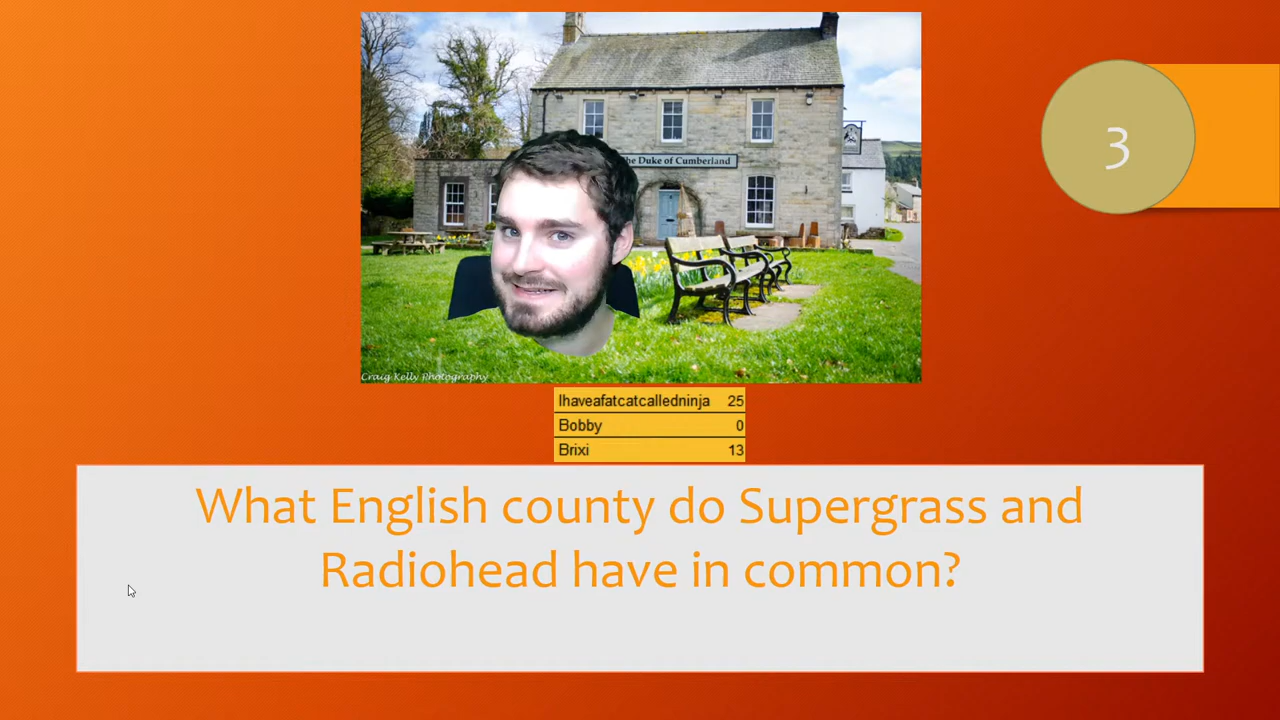 3
The Duke of Cumberland
Craig Kelly Photography
Ihaveafatcatcalledninja 25
Bobby 0
Brixi 13
What English county do Supergrass and
Radiohead have in common?